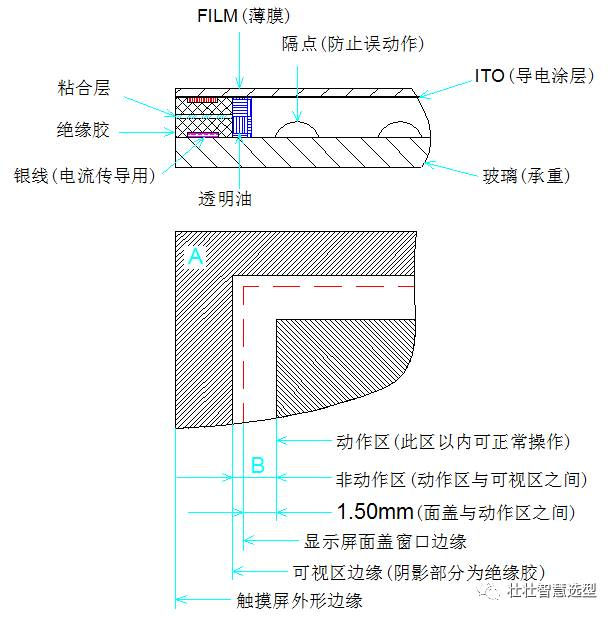 FILM(薄膜)
隔点(防止误动作)
ITO(导电涂层)
粘合层
绝缘胶
银线(电流传导用)
透明油
玻璃(承重)
A
动作区(此区以内可正常操作)
B
非动作区(动作区与可视区之间)
1.50mm(面盖与动作区之间)
显示屏面盖窗口边缘
可视区边缘(阴影部分为绝缘胶)
触摸屏外形边缘
壮壮智慧选型